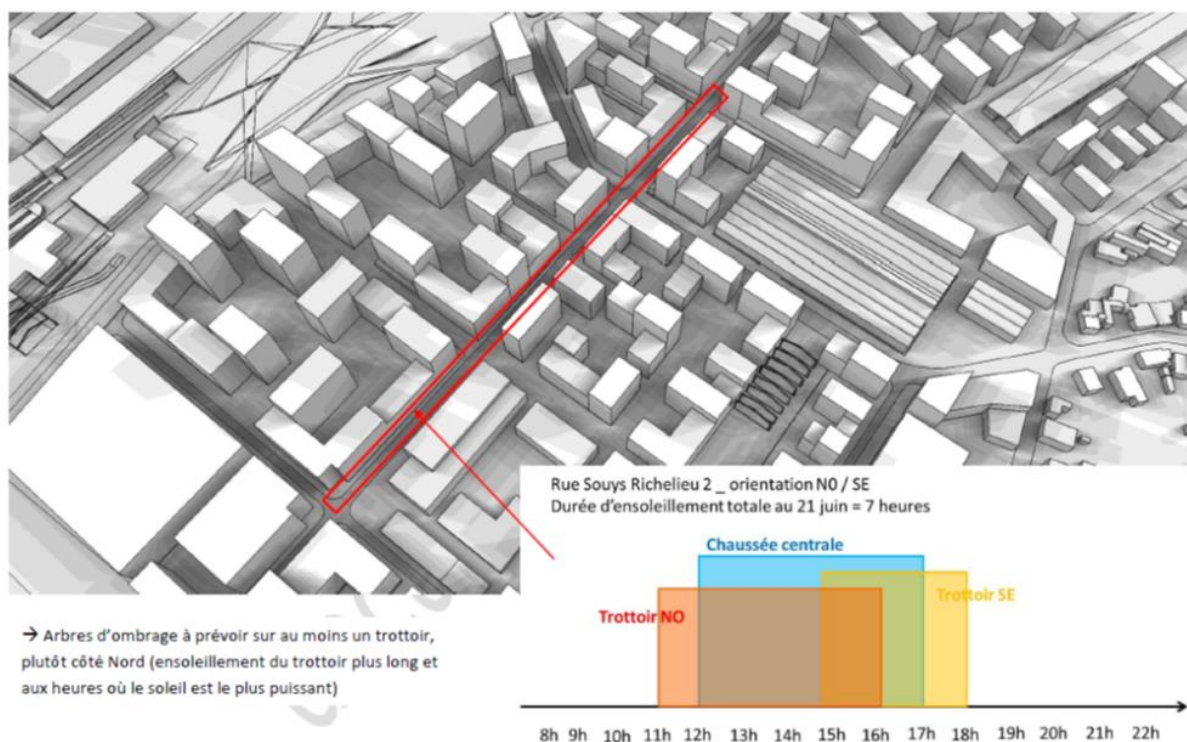 Rue Souys Richelieu 2 _ orientation N0 / SE
Durée d'ensoleillement totale au 21 juin = 7 heures
Chaussée centrale
Trottoir NO
Trottoir SE
→ Arbres d'ombrage à prévoir sur au moins un trottoir,
plutôt côté Nord (ensoleillement du trottoir plus long et
aux heures où le soleil est le plus puissant)
8h 9h 10h 11h 12h 13h 14h 15h 16h 17h 18h 19h 20h 21h 22h